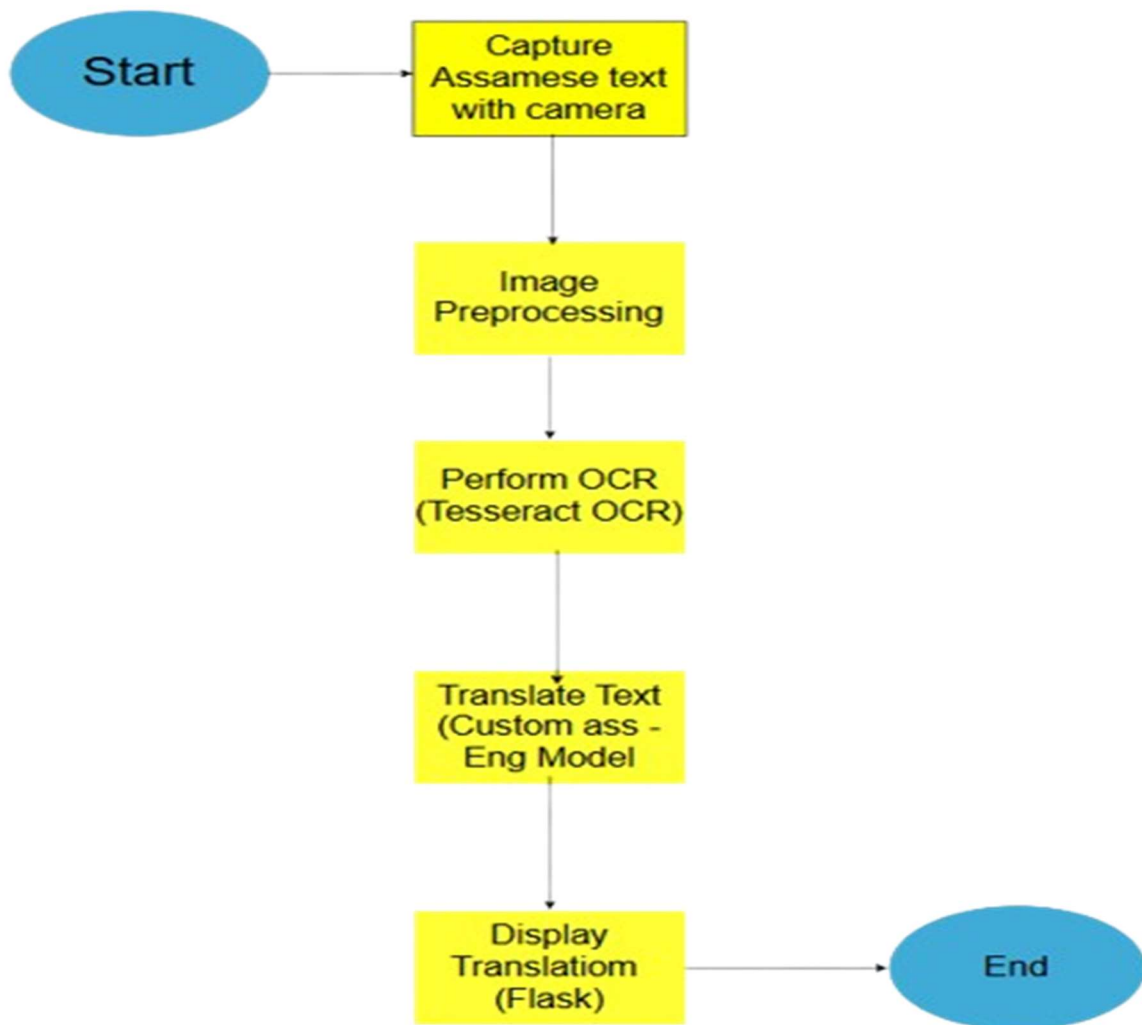 Start
Capture
Assamese text
with camera
Image
Preprocessing
Perform OCR
(Tesseract OCR)
Translate Text
(Custom ass -
Eng Model
Display
Translatiom
(Flask)
End